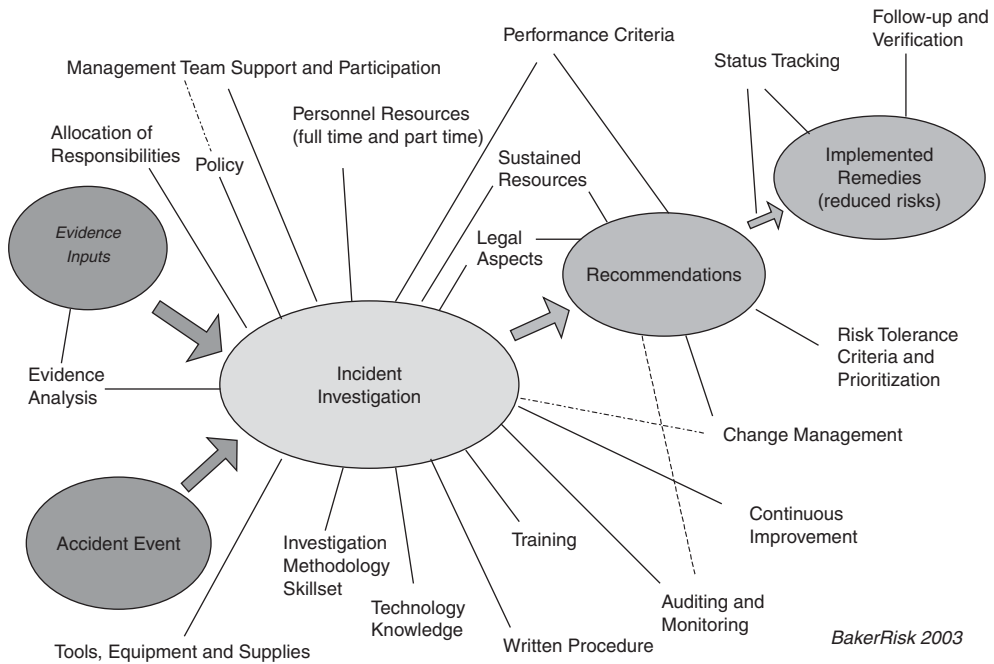 Follow-up and
Verification
Performance Criteria
Status Tracking
Management Team Support and Participation
Personnel Resources
(full time and part time)
Allocation of
Responsibilities
Policy
Sustained
Resources
Implemented
Remedies
(reduced risks)
Evidence
Inputs
Legal
Aspects
Recommendations
Risk Tolerance
Criteria and
Prioritization
Evidence
Analysis
Incident
Investigation
Change Management
Continuous
Improvement
Accident Event
Investigation
Methodology
Skillset
Training
Technology
Knowledge
Auditing and
Monitoring
Written Procedure
Tools, Equipment and Supplies
BakerRisk 2003